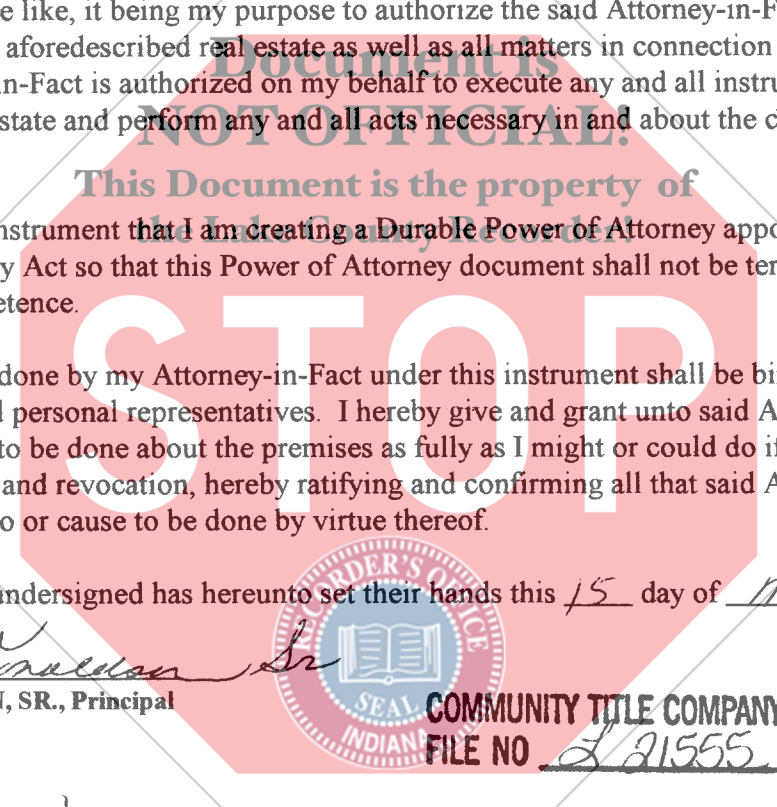 e like, it being my purpose to authorize the said Attorney-in-F
aforedescribed real estate as well as all matters in connection
Document is
n-Fact is authorized on my behalf to execute any and all instru
NOT OFFICIAL!
state and perform any and all acts necessary in and about the c
This Document is the property of
the Lake County Recorder!
nstrument that I am creating a Durable Power of Attorney appo
y Act so that this Power of Attorney document shall not be ter
etence.
STOP
done by my Attorney-in-Fact under this instrument shall be bi
l personal representatives. I hereby give and grant unto said A
to be done about the premises as fully as I might or could do if
and revocation, hereby ratifying and confirming all that said A
o or cause to be done by virtue thereof.
RECORDER'S OFFICE
ndersigned has hereunto set their hands this 15 day of
naldson Sr
N, SR., Principal
SEAL
INDIANA
COMMUNITY TITLE COMPANY
FILE NO L 21555